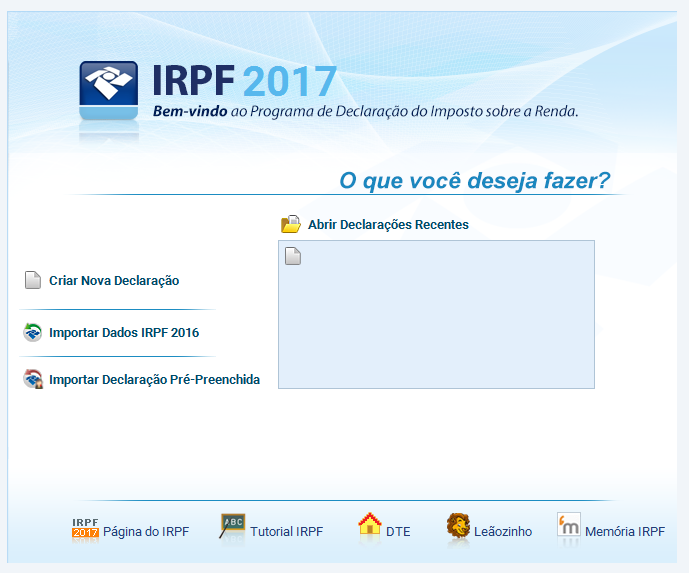 IRPF 2017
Bem-vindo ao Programa de Declaração do Imposto sobre a Renda.
O que você deseja fazer?
Abrir Declarações Recentes
Criar Nova Declaração
Importar Dados IRPF 2016
Importar Declaração Pré-Preenchida
IRPF
2017
Página do IRPF
ABC
Tutorial IRPF
DTE
Leãozinho
m
Memória IRPF